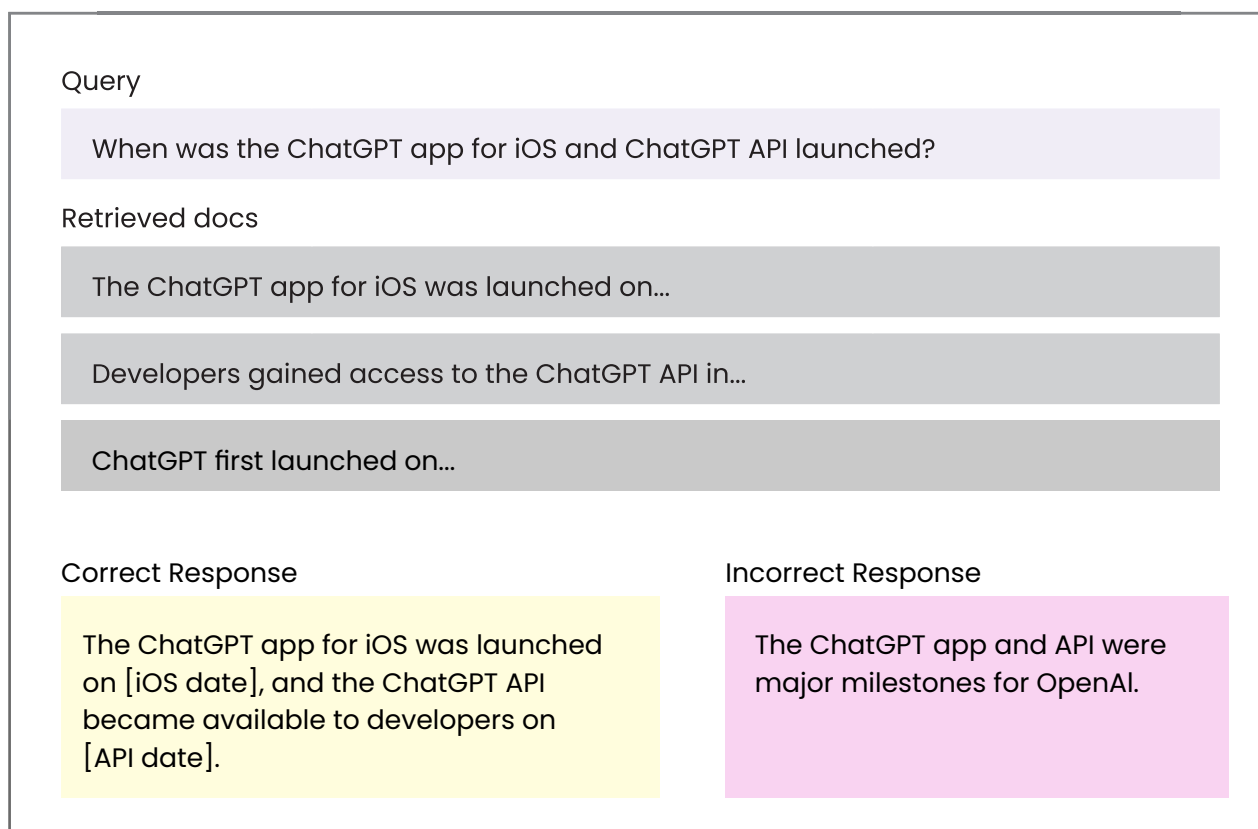 Query
When was the ChatGPT app for iOS and ChatGPT API launched?
Retrieved docs
The ChatGPT app for iOS was launched on...
Developers gained access to the ChatGPT API in...
ChatGPT first launched on...
Correct Response
The ChatGPT app for iOS was launched
on [iOS date], and the ChatGPT API
became available to developers on
[API date].
Incorrect Response
The ChatGPT app and API were
major milestones for OpenAI.